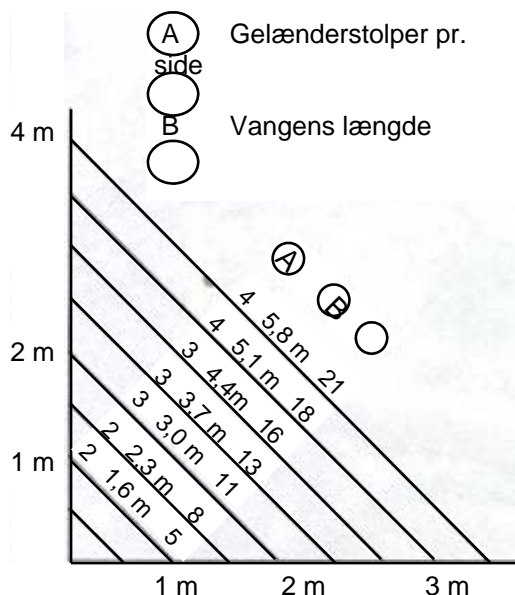 A Gelænderstolper pr.
side
B Vangens længde
4 m
2 m
1 m
A
B
4 5,8 m 21
4 5,1 m 18
3 4,4m 16
3 3,7 m 13
3 3,0 m 11
2 2,3 m 8
2 1,6 m 5
1 m 2 m 3 m